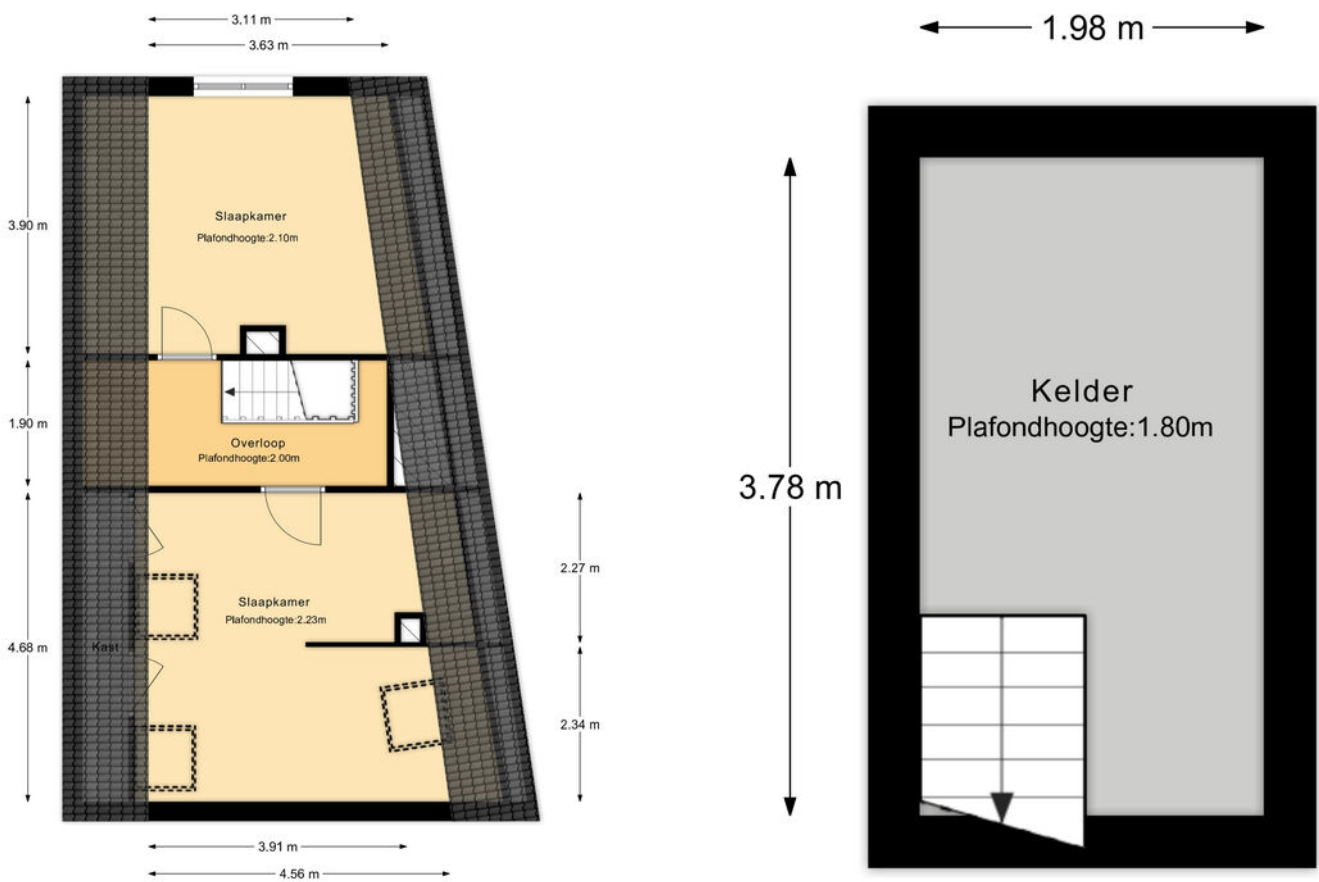 3.11 m
3.63 m
3.90 m
Slaapkamer
Plafondhoogte:2.10m
1.90 m
Overloop
Plafondhoogte:2.00m
4.68 m
Kast
Slaapkamer
Plafondhoogte:2.23m
2.27 m
2.34 m
3.91 m
4.56 m
1.98 m
3.78 m
Kelder
Plafondhoogte:1.80m